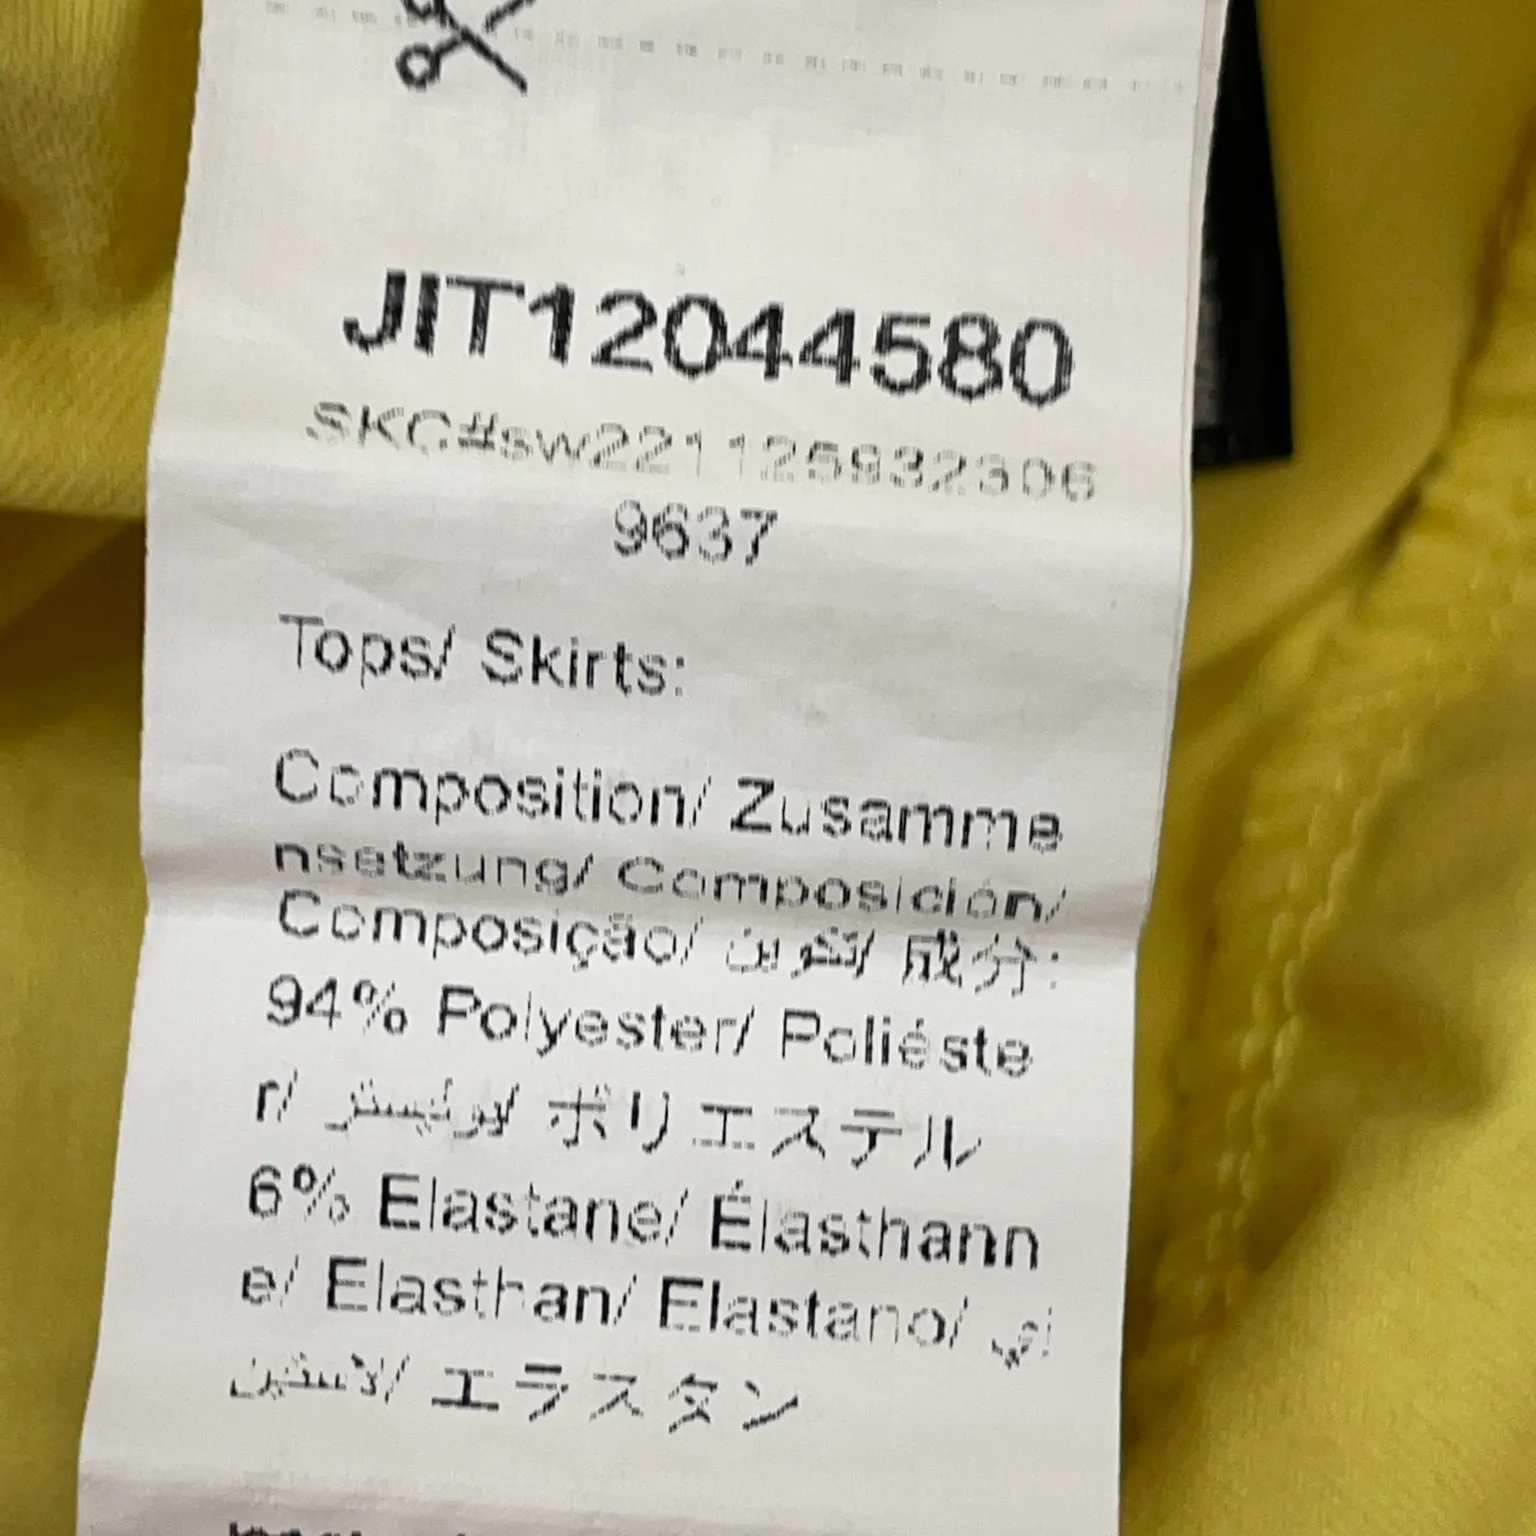 JIT12044580
SKC#sw2211125932306
9637
Tops/ Skirts:
Composition/ Zusamme
nsetzung/ Composición/
Composição/ تكوين/ 成分:
94% Polyester/ Poliéste
r/ بوليستر/ ポリエステル
6% Elastane/ Élasthann
e/ Elasthan/ Elastano/
エラスタン